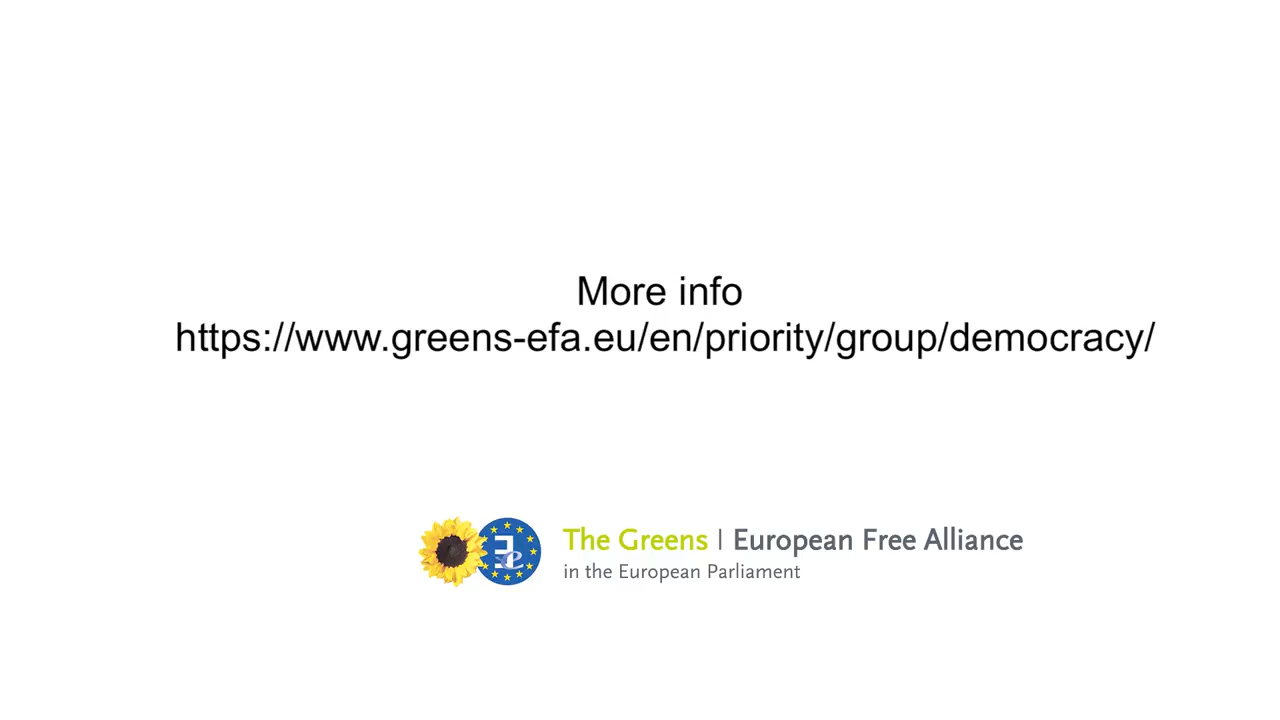 More info
https://www.greens-efa.eu/en/priority/group/democracy/
The Greens | European Free Alliance
in the European Parliament